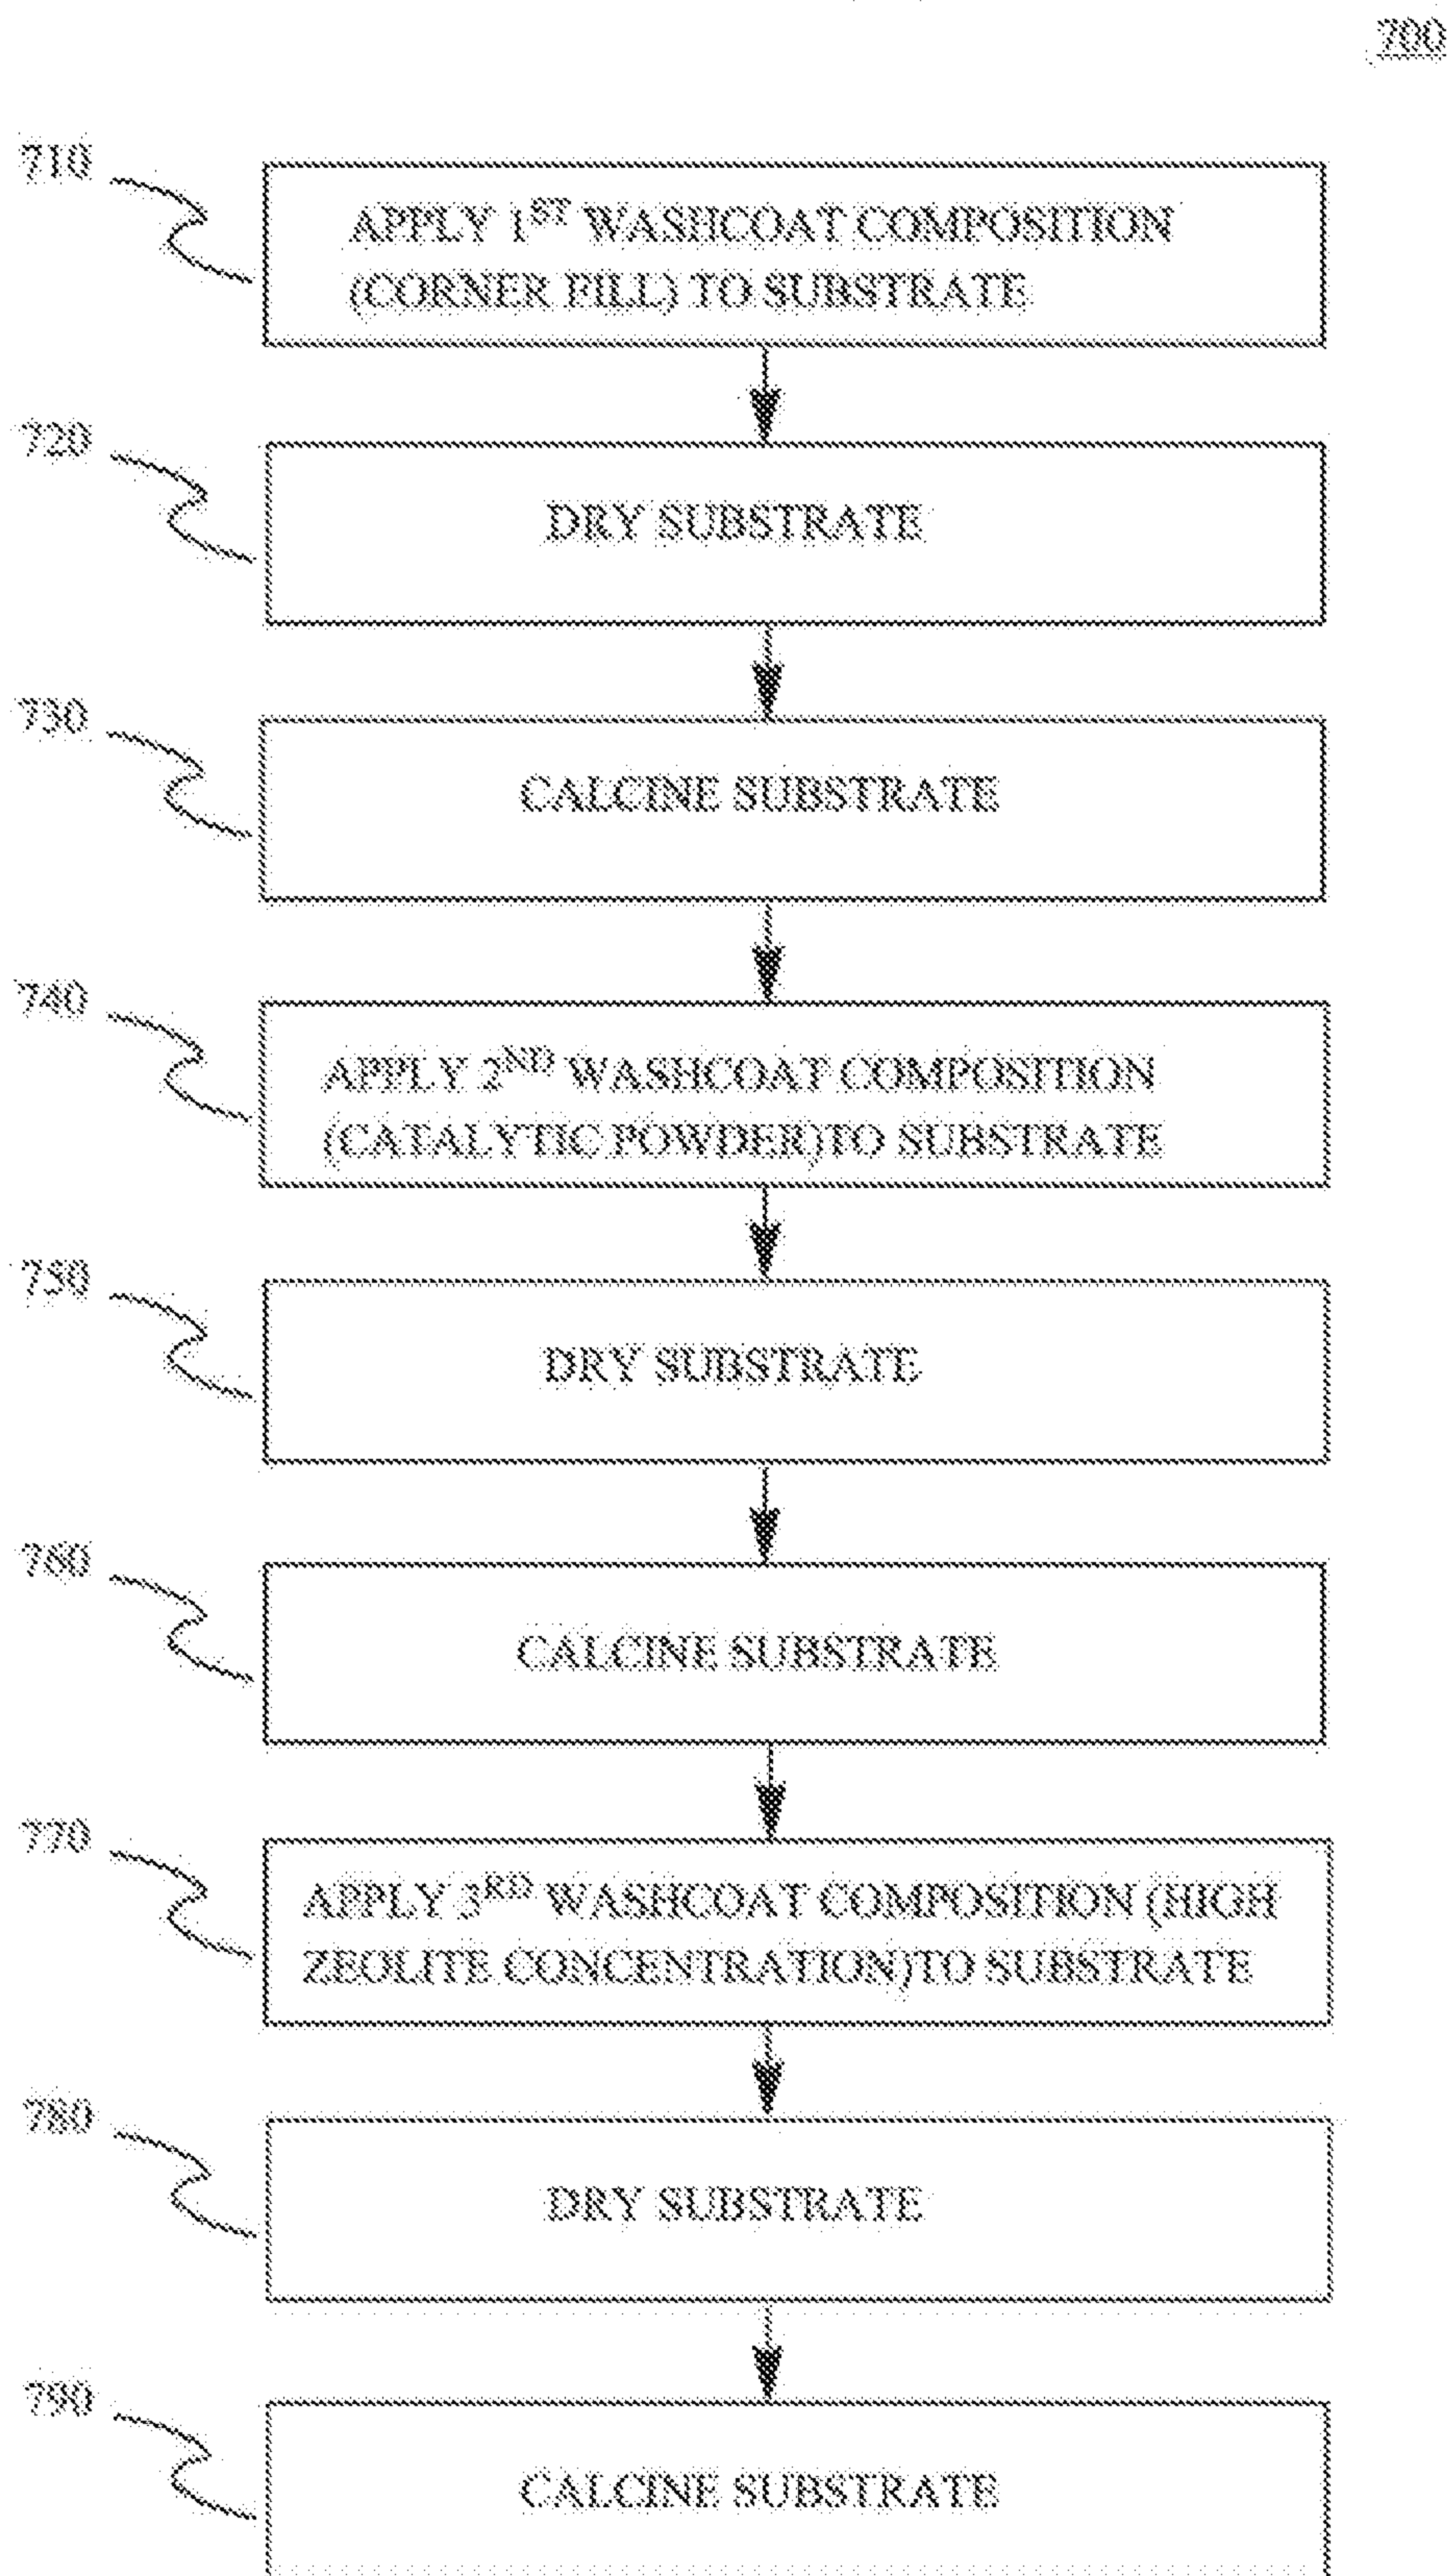 700
710
APPLY 1ST WASHCOAT COMPOSITION
(CORNER FILL) TO SUBSTRATE
720
DRY SUBSTRATE
730
CALCINE SUBSTRATE
740
APPLY 2ND WASHCOAT COMPOSITION
(CATALYTIC POWDER)TO SUBSTRATE
750
DRY SUBSTRATE
760
CALCINE SUBSTRATE
770
APPLY 3RD WASHCOAT COMPOSITION (HIGH
ZEOLITE CONCENTRATION)TO SUBSTRATE
780
DRY SUBSTRATE
790
CALCINE SUBSTRATE